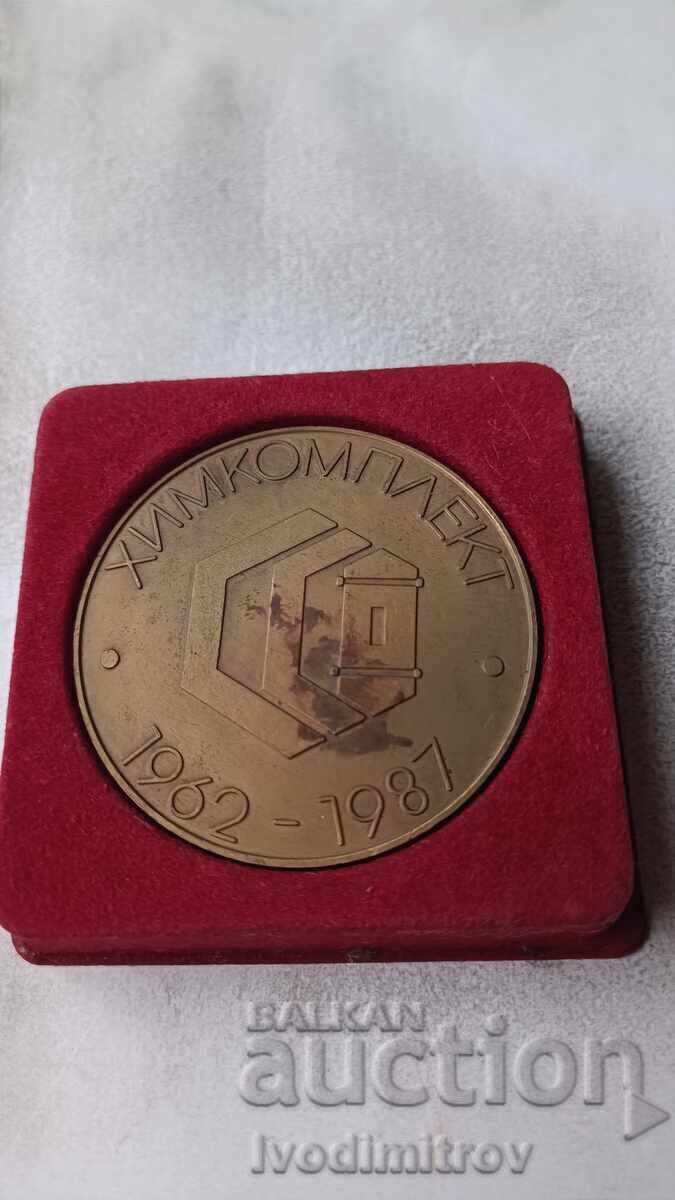 ХИМКОМПЛЕКТ
1962 - 1987
BALKAN
auction
Ivodimitrov